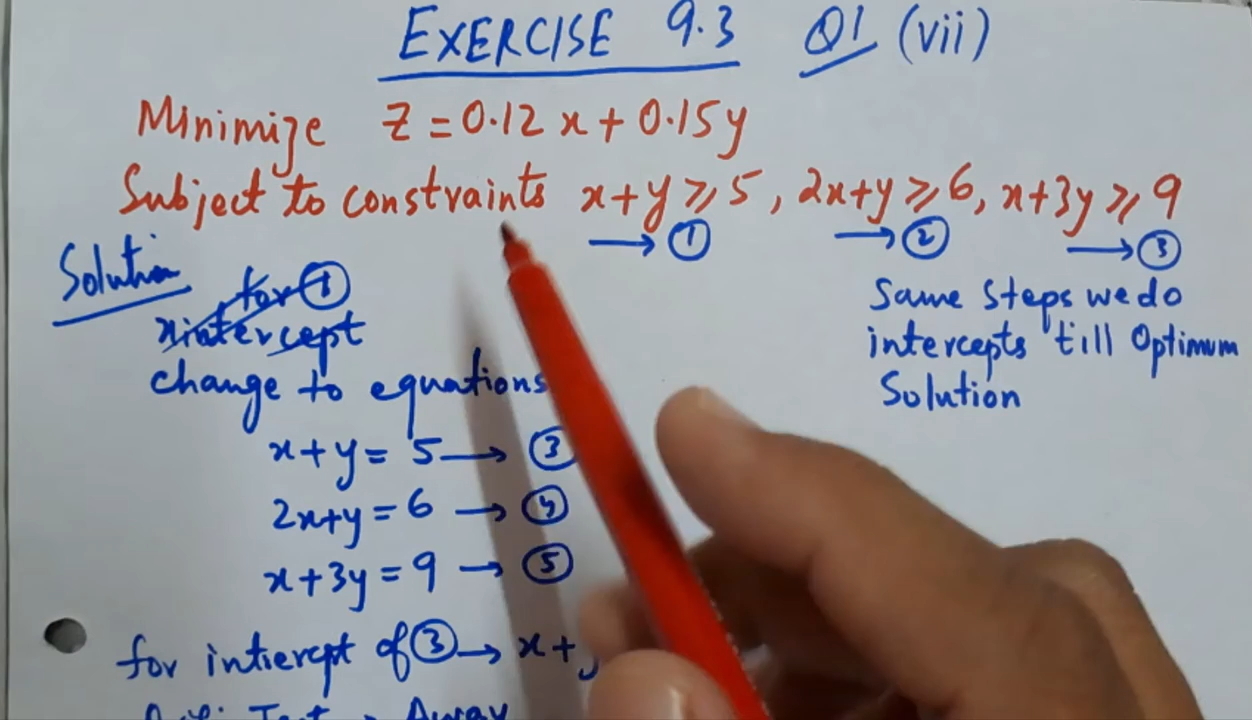 EXERCISE 9.3 Q1 (vii)
Minimize Z = 0.12x + 0.15y
Subject to constraints x+y ⩾ 5, 2x+y ⩾ 6, x+3y ⩾ 9
→ ① → ② → ③
Solution
for ①
x intercept
Same Steps we do
intercepts till Optimum
Solution
change to equations
x+y = 5 → ③
2x+y = 6 → ④
x+3y = 9 → ⑤
for intercept of ③ → x+y
Away